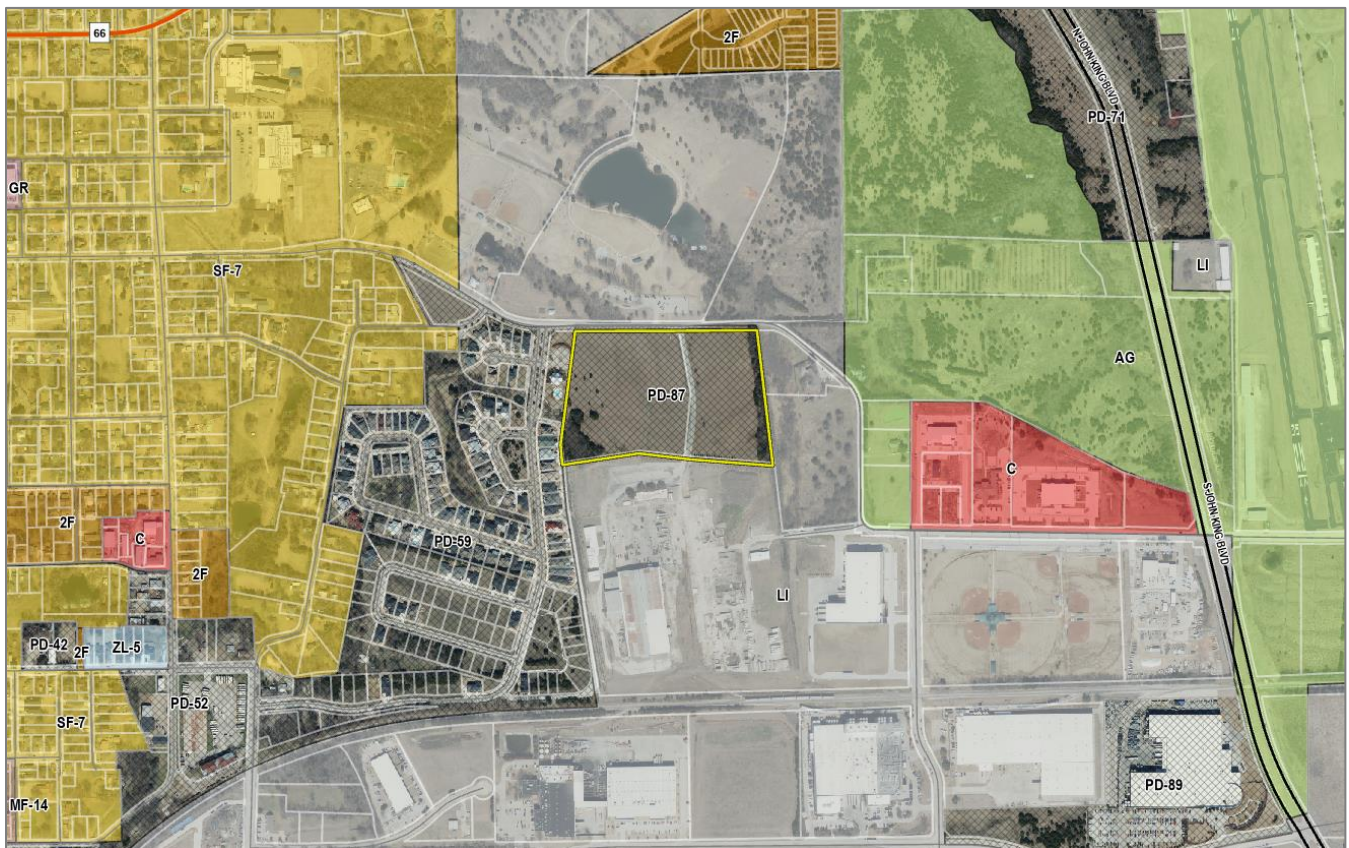 66
2F
N-JOHN KING BLVD
PD-71
GR
SF-7
LI
AG
PD-87
C
2F
C
PD-59
2F
S-JOHN KING BLVD
LI
PD-42
2F
ZL-5
PD-52
SF-7
PD-89
MF-14